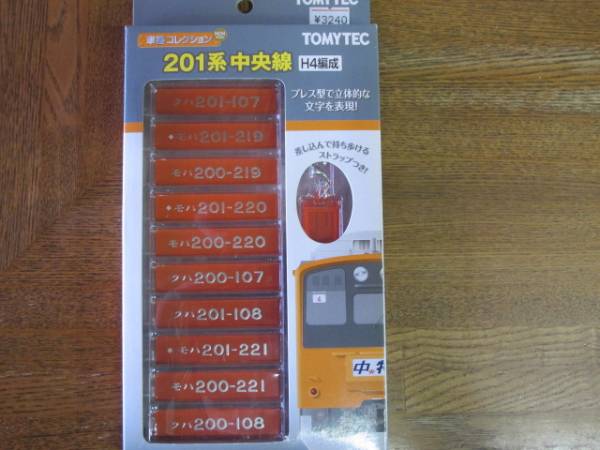 TOMYTEC
¥3240
車番コレクション
TOMYTEC
201系 中央線 H4編成
プレス型で立体的な
文字を表現!
差し込んで持ち歩ける
ストラップつき!
クハ201-107
◆モハ201-219
モハ200-219
◆モハ201-220
モハ200-220
クハ200-107
クハ201-108
◆モハ201-221
モハ200-221
クハ200-108
4
中